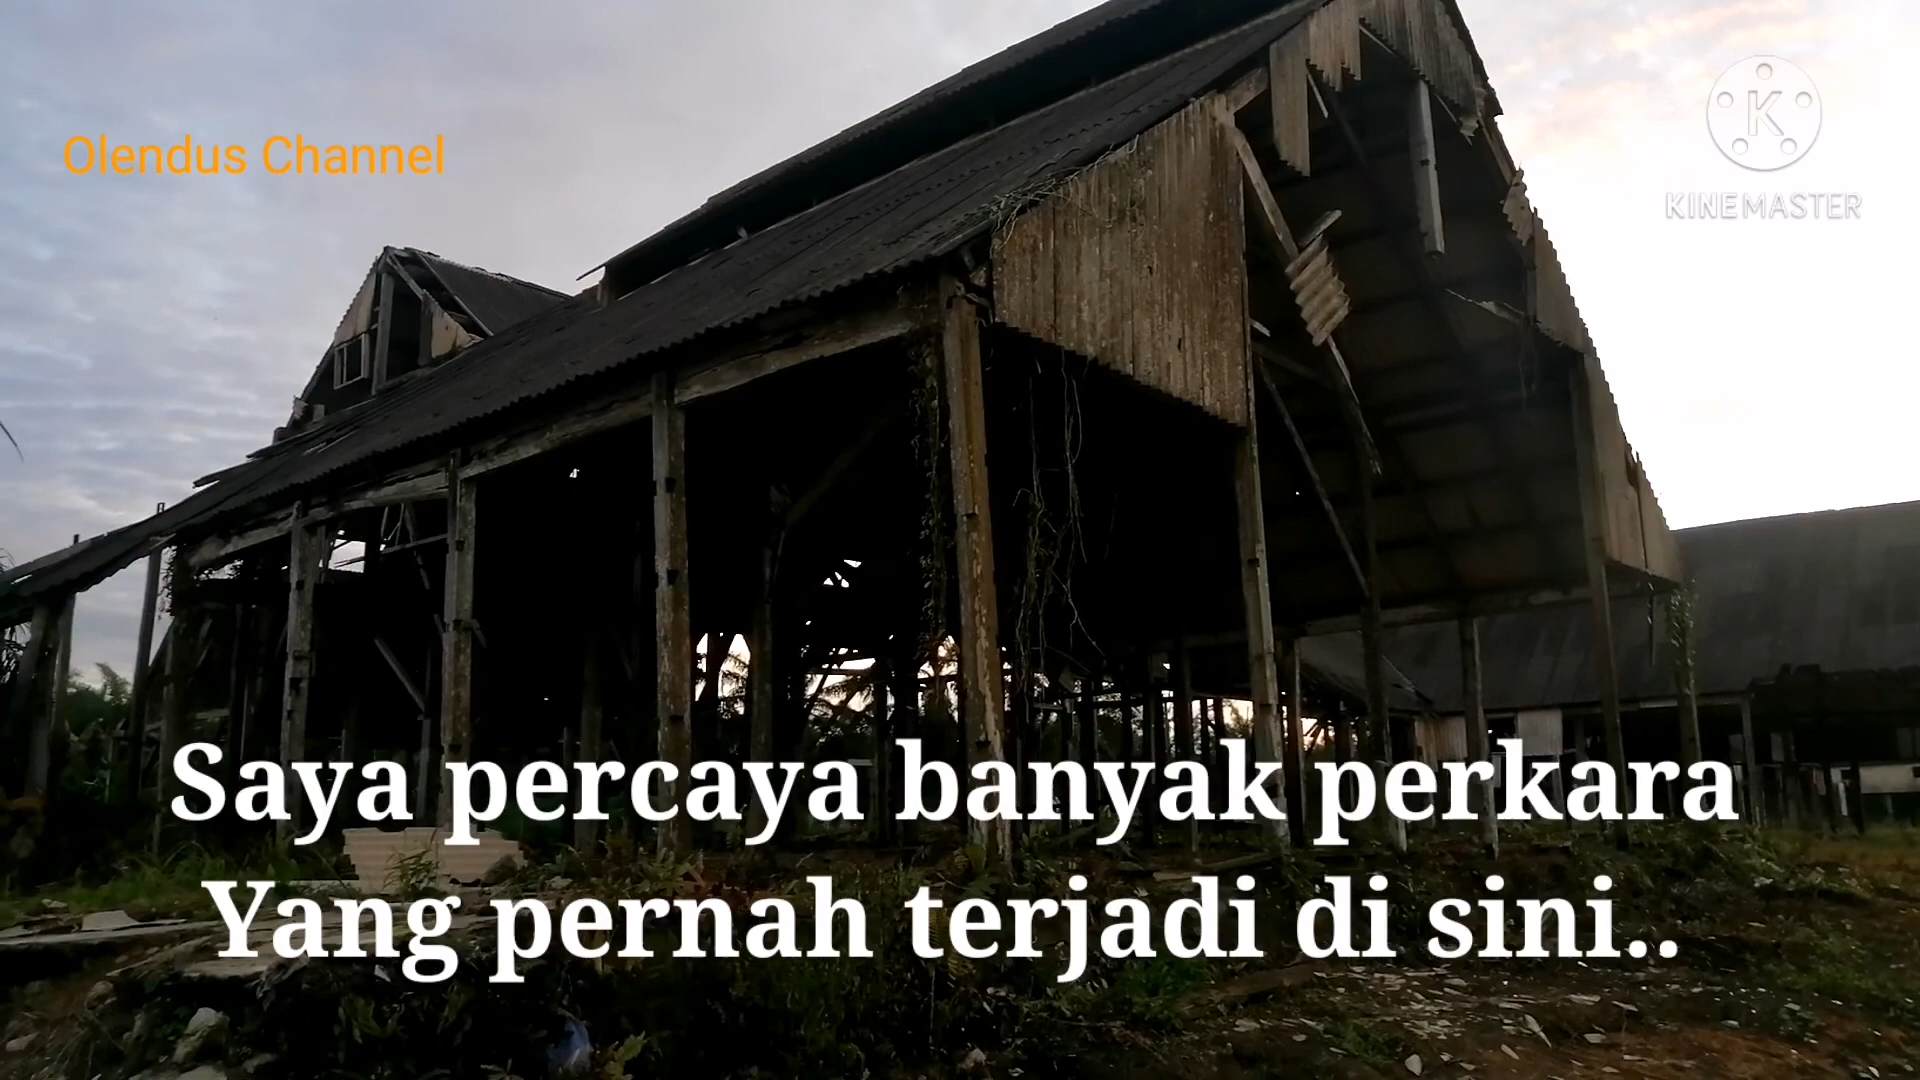 Olendus Channel
K
KINEMASTER
Saya percaya banyak perkara
Yang pernah terjadi di sini..